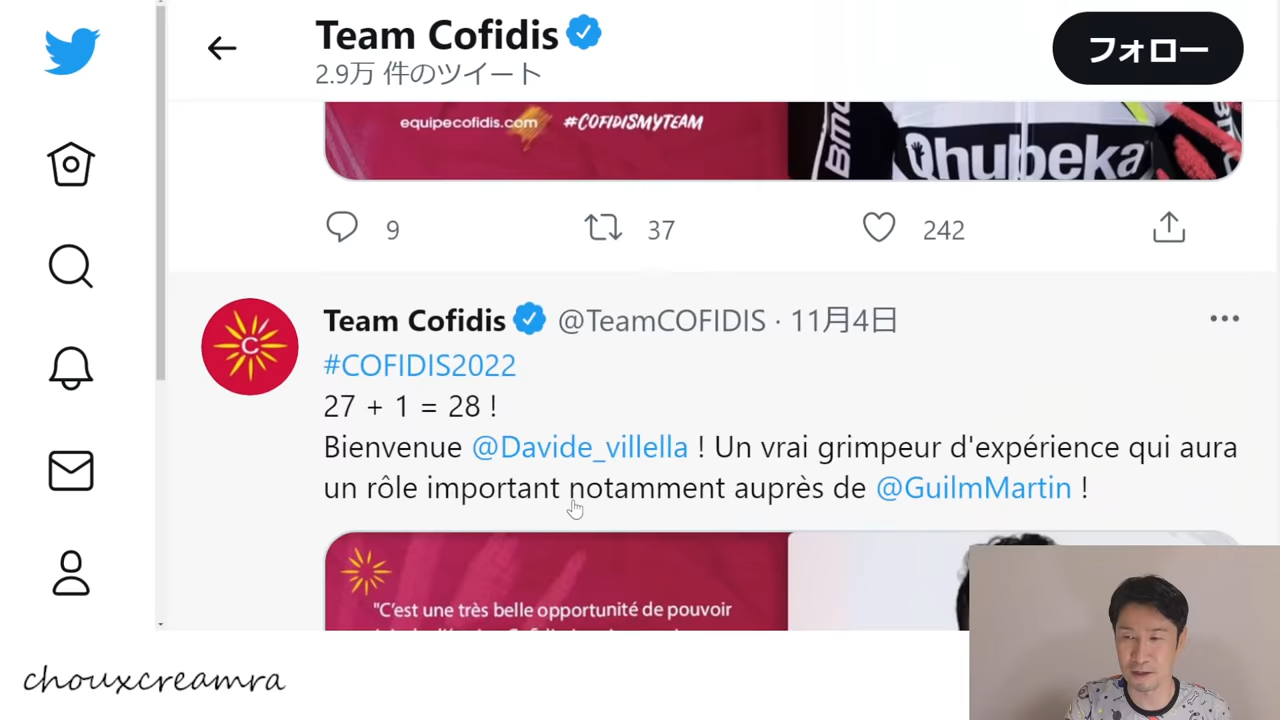 Team Cofidis
2.9万 件のツイート
フォロー
equipecofidis.com #COFIDISMYTEAM
BMC
Qhubeka
9 37 242
Team Cofidis @TeamCOFIDIS · 11月4日
#COFIDIS2022
27 + 1 = 28 !
Bienvenue @Davide_villella ! Un vrai grimpeur d'expérience qui aura
un rôle important notamment auprès de @GuilmMartin !
C
"C'est une très belle opportunité de pouvoir
chouxcreamra